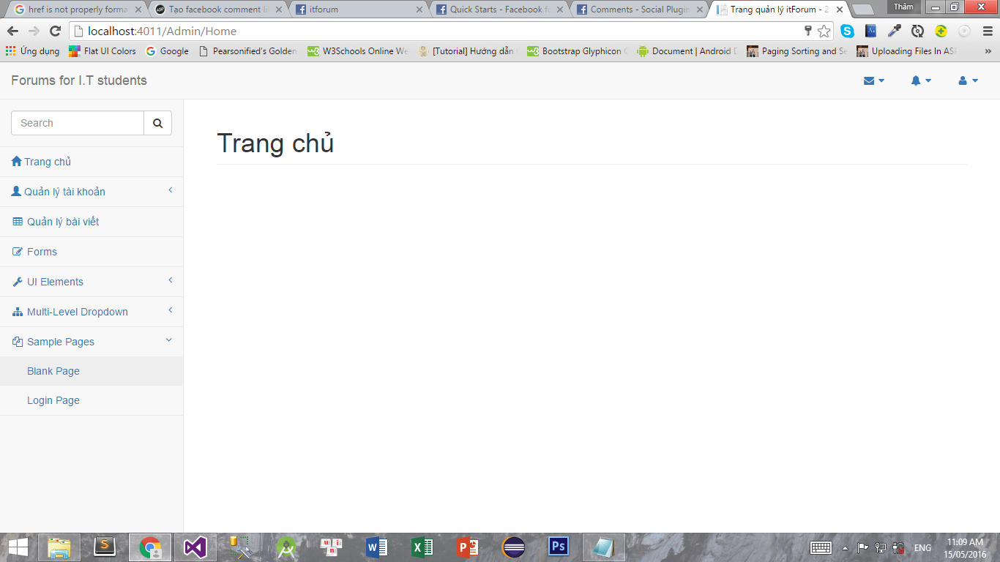 href is not properly forma
Tạo facebook comment li
itforum
Quick Starts - Facebook fo
Comments - Social Plugin
Trang quản lý itForum - 2
Thâm
localhost:4011/Admin/Home
Ứng dụng
Flat UI Colors
Google
Pearsonified's Golden
W3Schools Online We
[Tutorial] Hướng dẫn
Bootstrap Glyphicon C
Document | Android D
Paging Sorting and Se
Uploading Files In ASP
»
Forums for I.T students
Search
Trang chủ
Trang chủ
Quản lý tài khoản
Quản lý bài viết
Forms
UI Elements
Multi-Level Dropdown
Sample Pages
Blank Page
Login Page
ENG
11:09 AM
15/05/2016